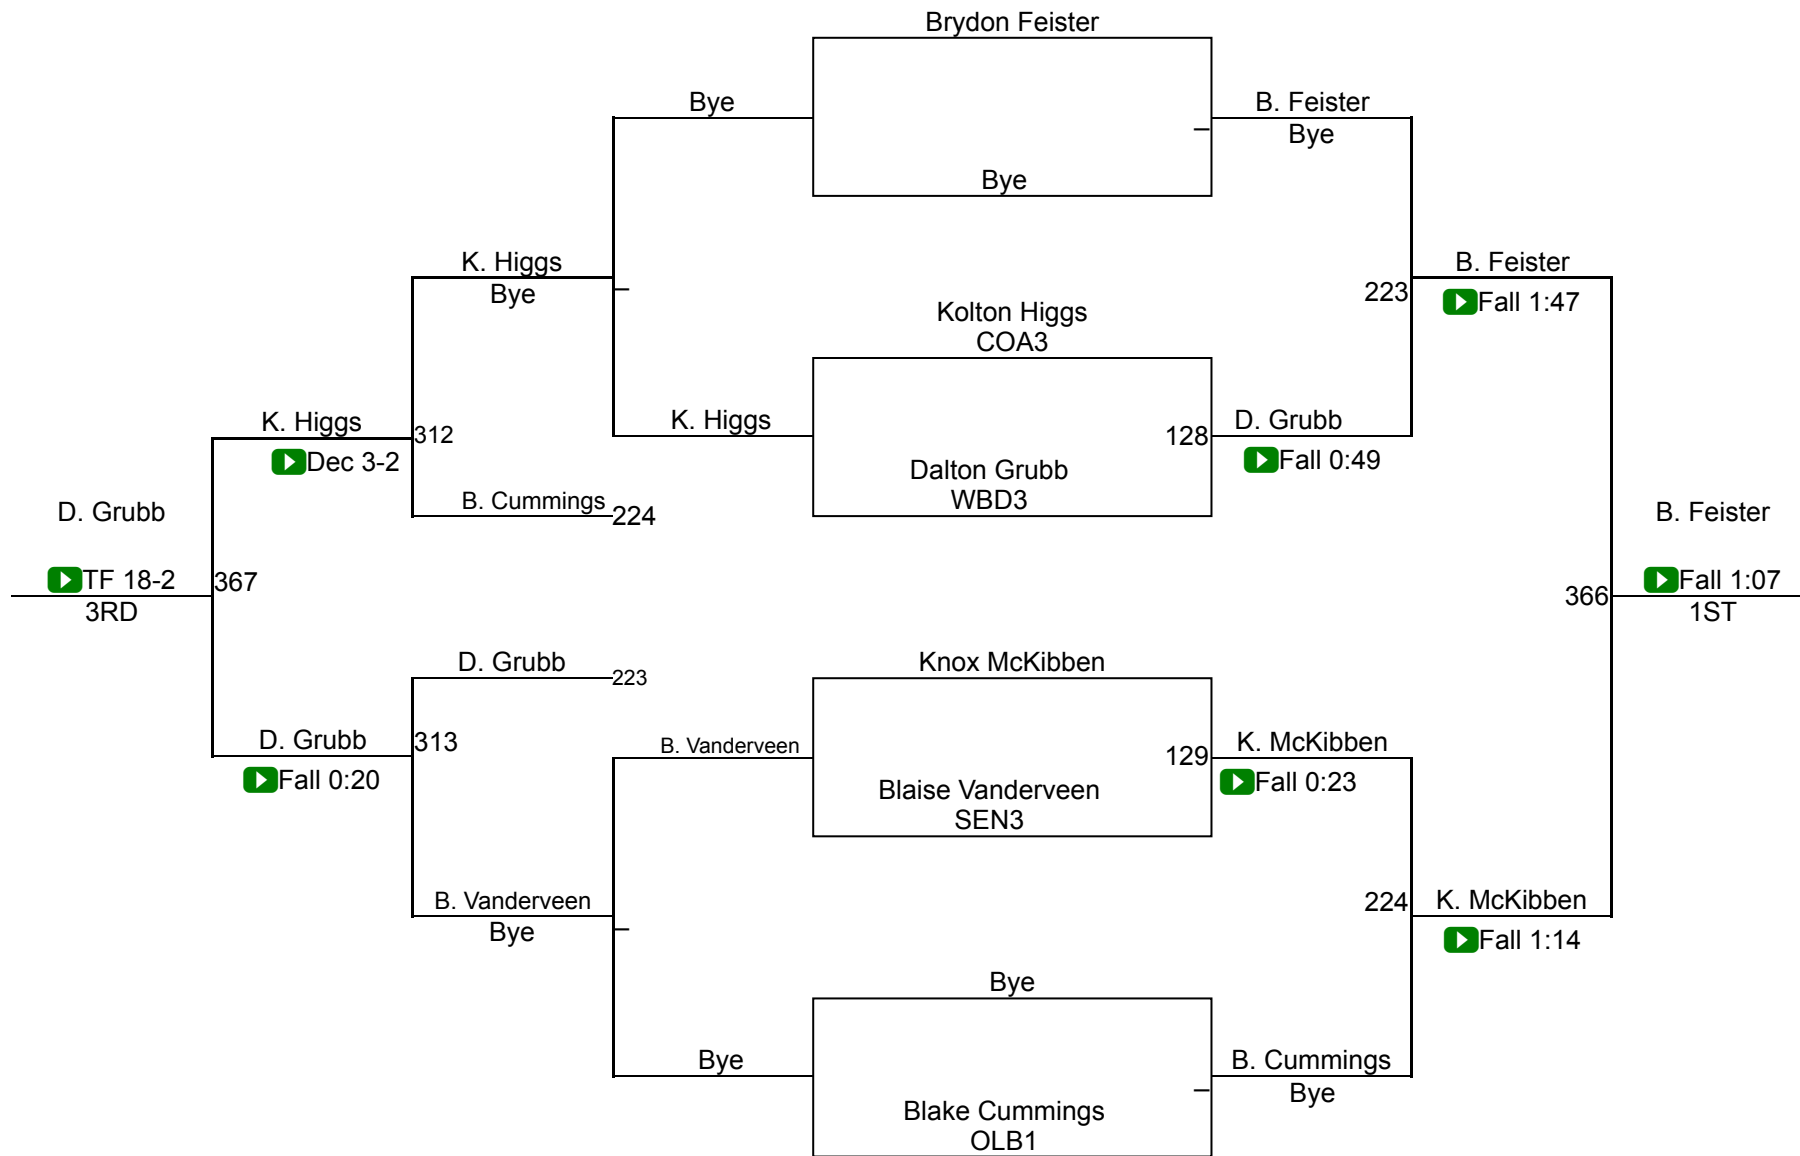 Brydon Feister
Bye
B. Feister
Bye
Bye
K. Higgs
Bye
B. Feister
223
Fall 1:47
Kolton Higgs
COA3
K. Higgs
312
Dec 3-2
K. Higgs
128
D. Grubb
Fall 0:49
Dalton Grubb
WBD3
B. Cummings
224
D. Grubb
TF 18-2
3RD
367
B. Feister
366
Fall 1:07
1ST
D. Grubb
223
Knox McKibben
D. Grubb
313
Fall 0:20
B. Vanderveen
129
K. McKibben
Fall 0:23
Blaise Vanderveen
SEN3
B. Vanderveen
Bye
224
K. McKibben
Fall 1:14
Bye
Bye
B. Cummings
Bye
Blake Cummings
OLB1